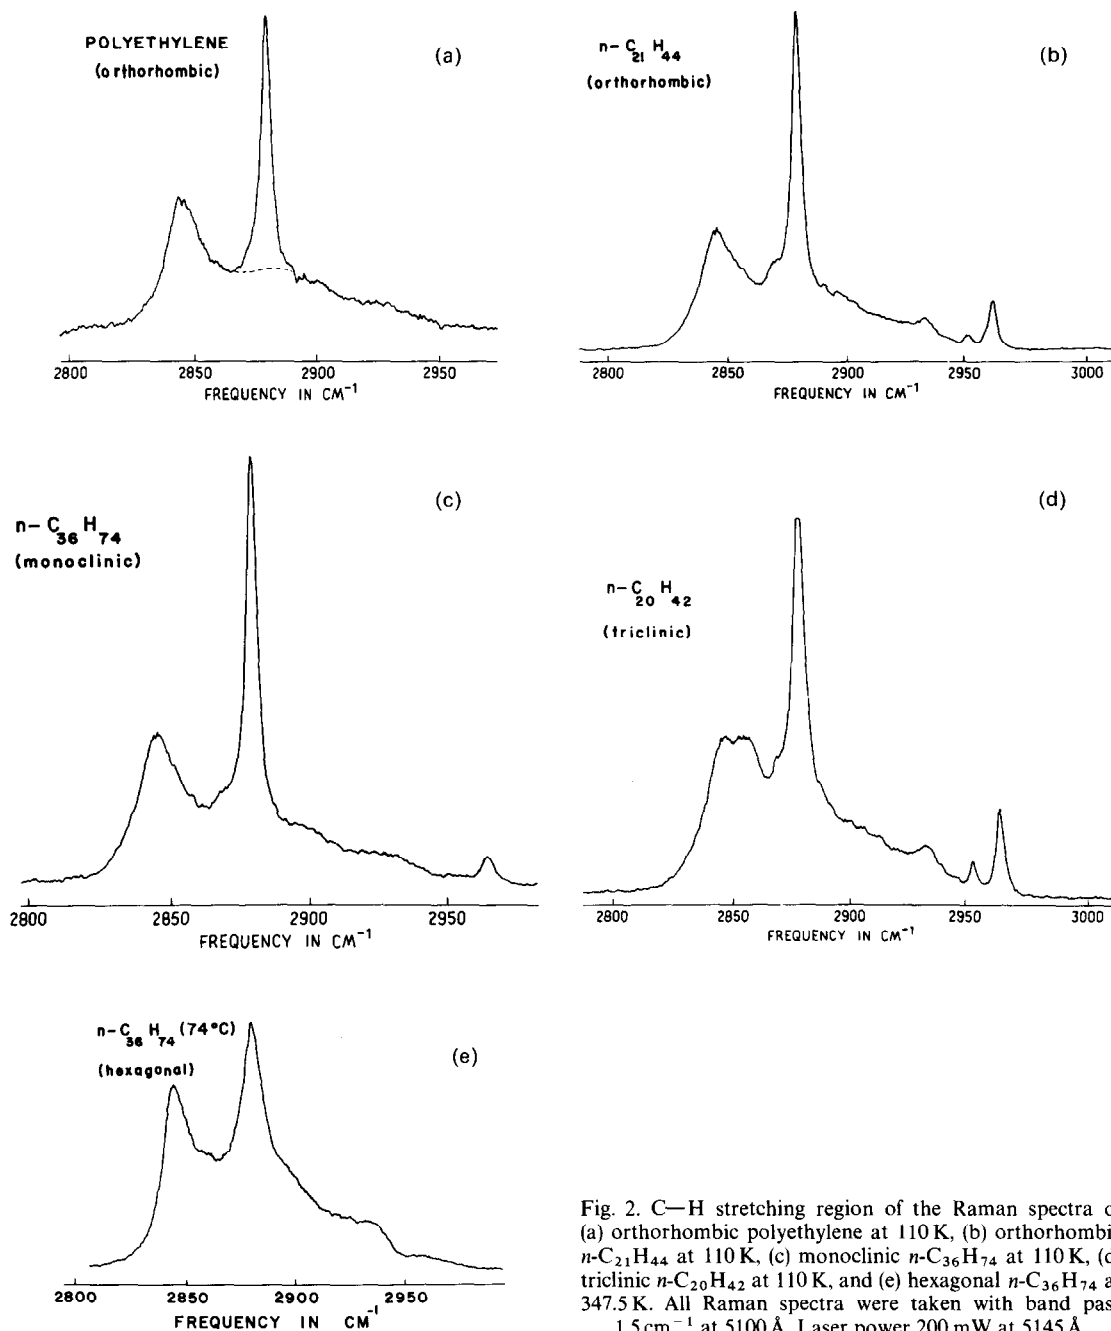 POLYETHYLENE
(orthorhombic)
(a)
2800 2850 2900 2950
FREQUENCY IN CM⁻¹
n-C₂₁H₄₄
(orthorhombic)
(b)
2800 2850 2900 2950 3000
FREQUENCY IN CM⁻¹
n-C₃₆H₇₄
(monoclinic)
(c)
2800 2850 2900 2950
FREQUENCY IN CM⁻¹
n-C₂₀H₄₂
(triclinic)
(d)
2800 2850 2900 2950 3000
FREQUENCY IN CM⁻¹
n-C₃₆H₇₄(74°C)
(hexagonal)
(e)
2800 2850 2900 2950
FREQUENCY IN CM⁻¹
Fig. 2. C—H stretching region of the Raman spectra
(a) orthorhombic polyethylene at 110 K, (b)
n-C₂₁H₄₄ at 110 K, (c) monoclinic n-C₃₆H₇₄ at 110 K,
triclinic n-C₂₀H₄₂ at 110 K, and (e) hexagonal n-C₃₆H₇₄
347.5 K. All Raman spectra were taken with band
1.5 cm⁻¹ at 5100 Å. Laser power 200 mW at 5145 Å.